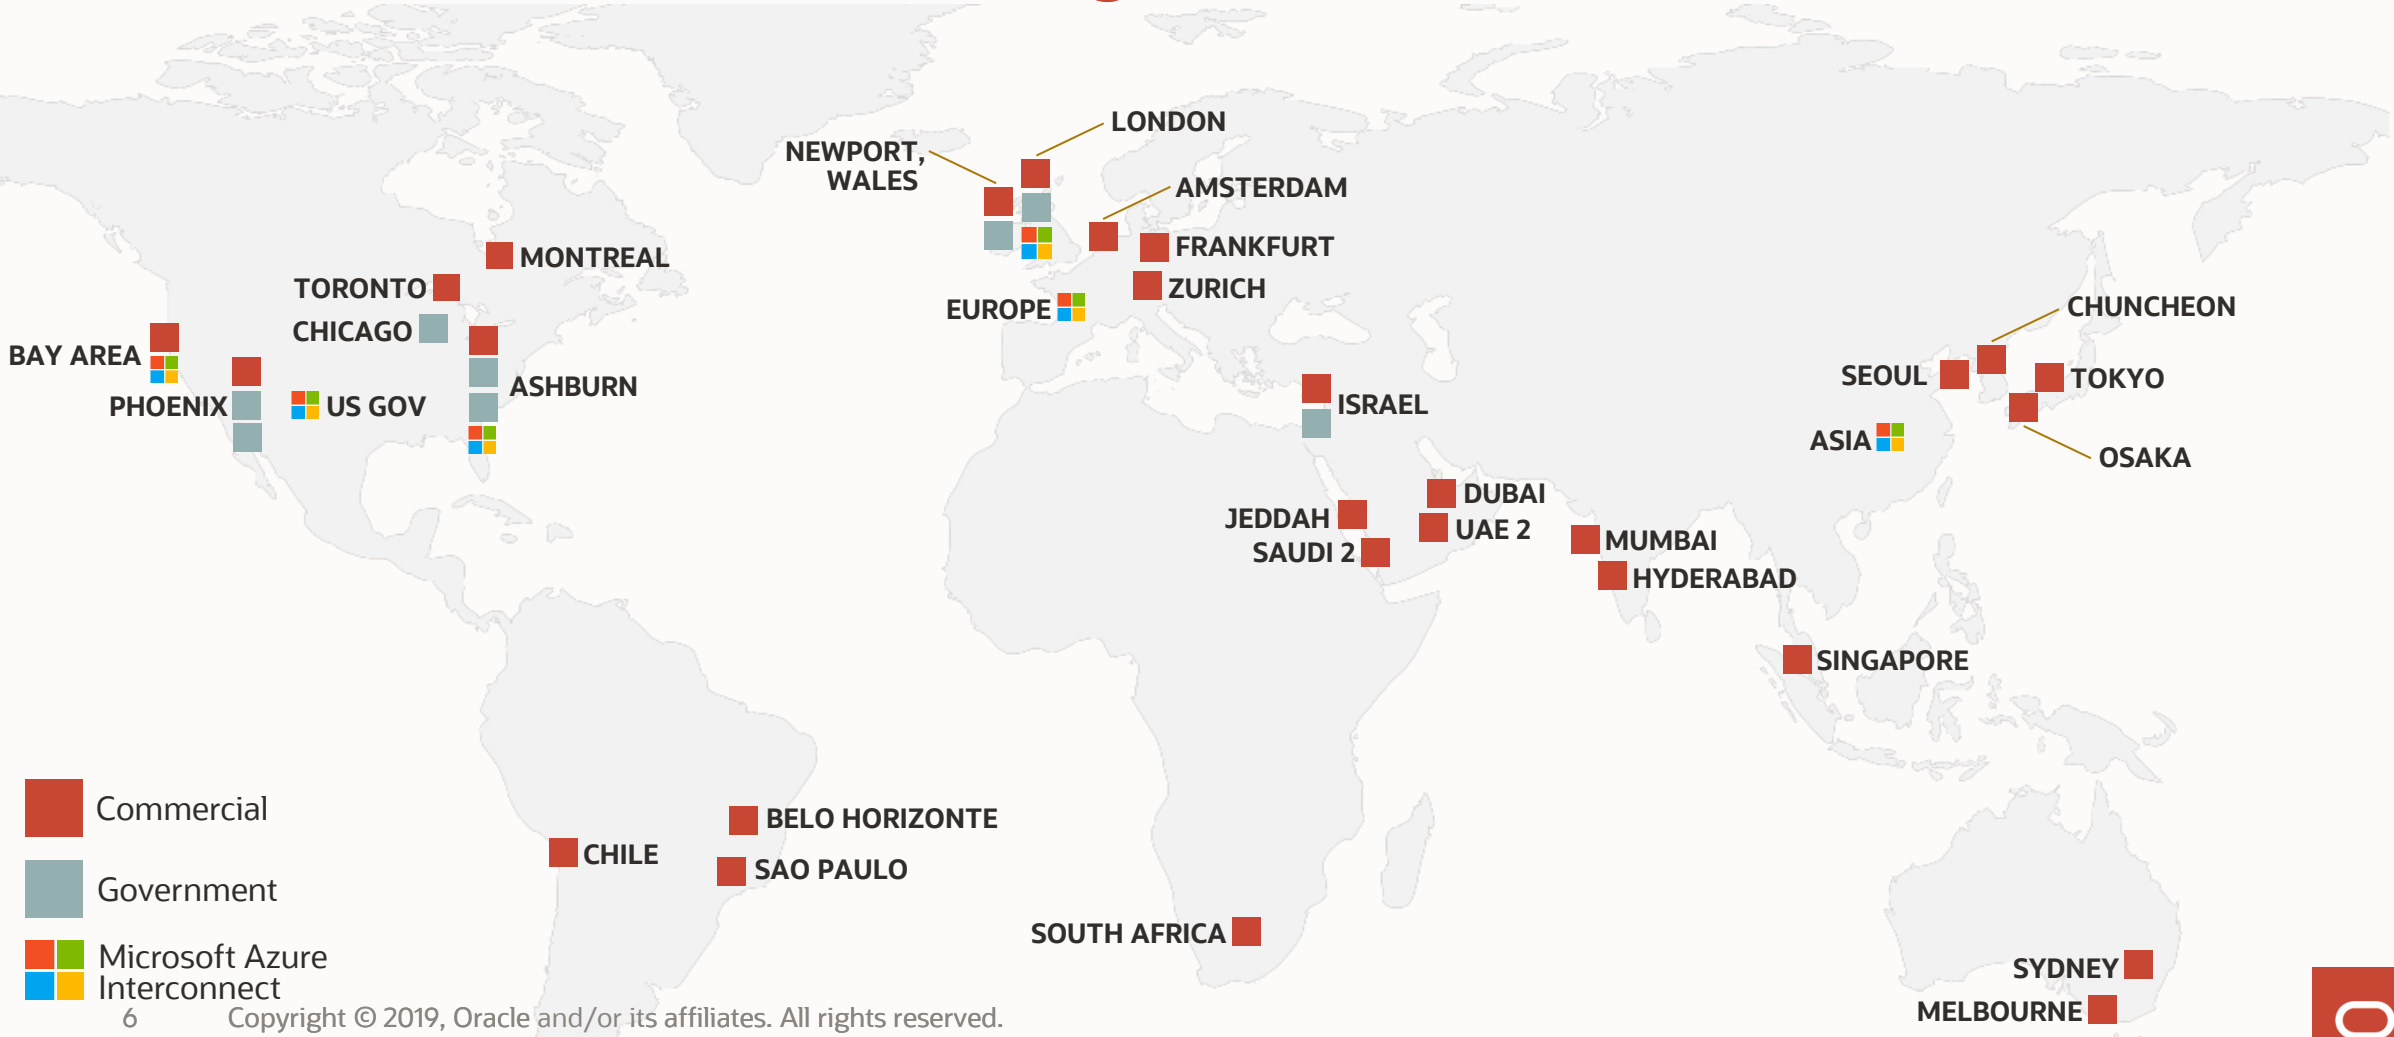 LONDON
NEWPORT,
WALES
AMSTERDAM
MONTREAL
FRANKFURT
TORONTO
ZURICH
EUROPE
CHICAGO
CHUNCHEON
BAY AREA
SEOUL
TOKYO
ASHBURN
PHOENIX
US GOV
ISRAEL
ASIA
OSAKA
DUBAI
JEDDAH
UAE 2
SAUDI 2
MUMBAI
HYDERABAD
SINGAPORE
Commercial
BELO HORIZONTE
CHILE
SAO PAULO
Government
SOUTH AFRICA
Microsoft Azure
Interconnect
SYDNEY
MELBOURNE
6 Copyright © 2019, Oracle and/or its affiliates. All rights reserved.